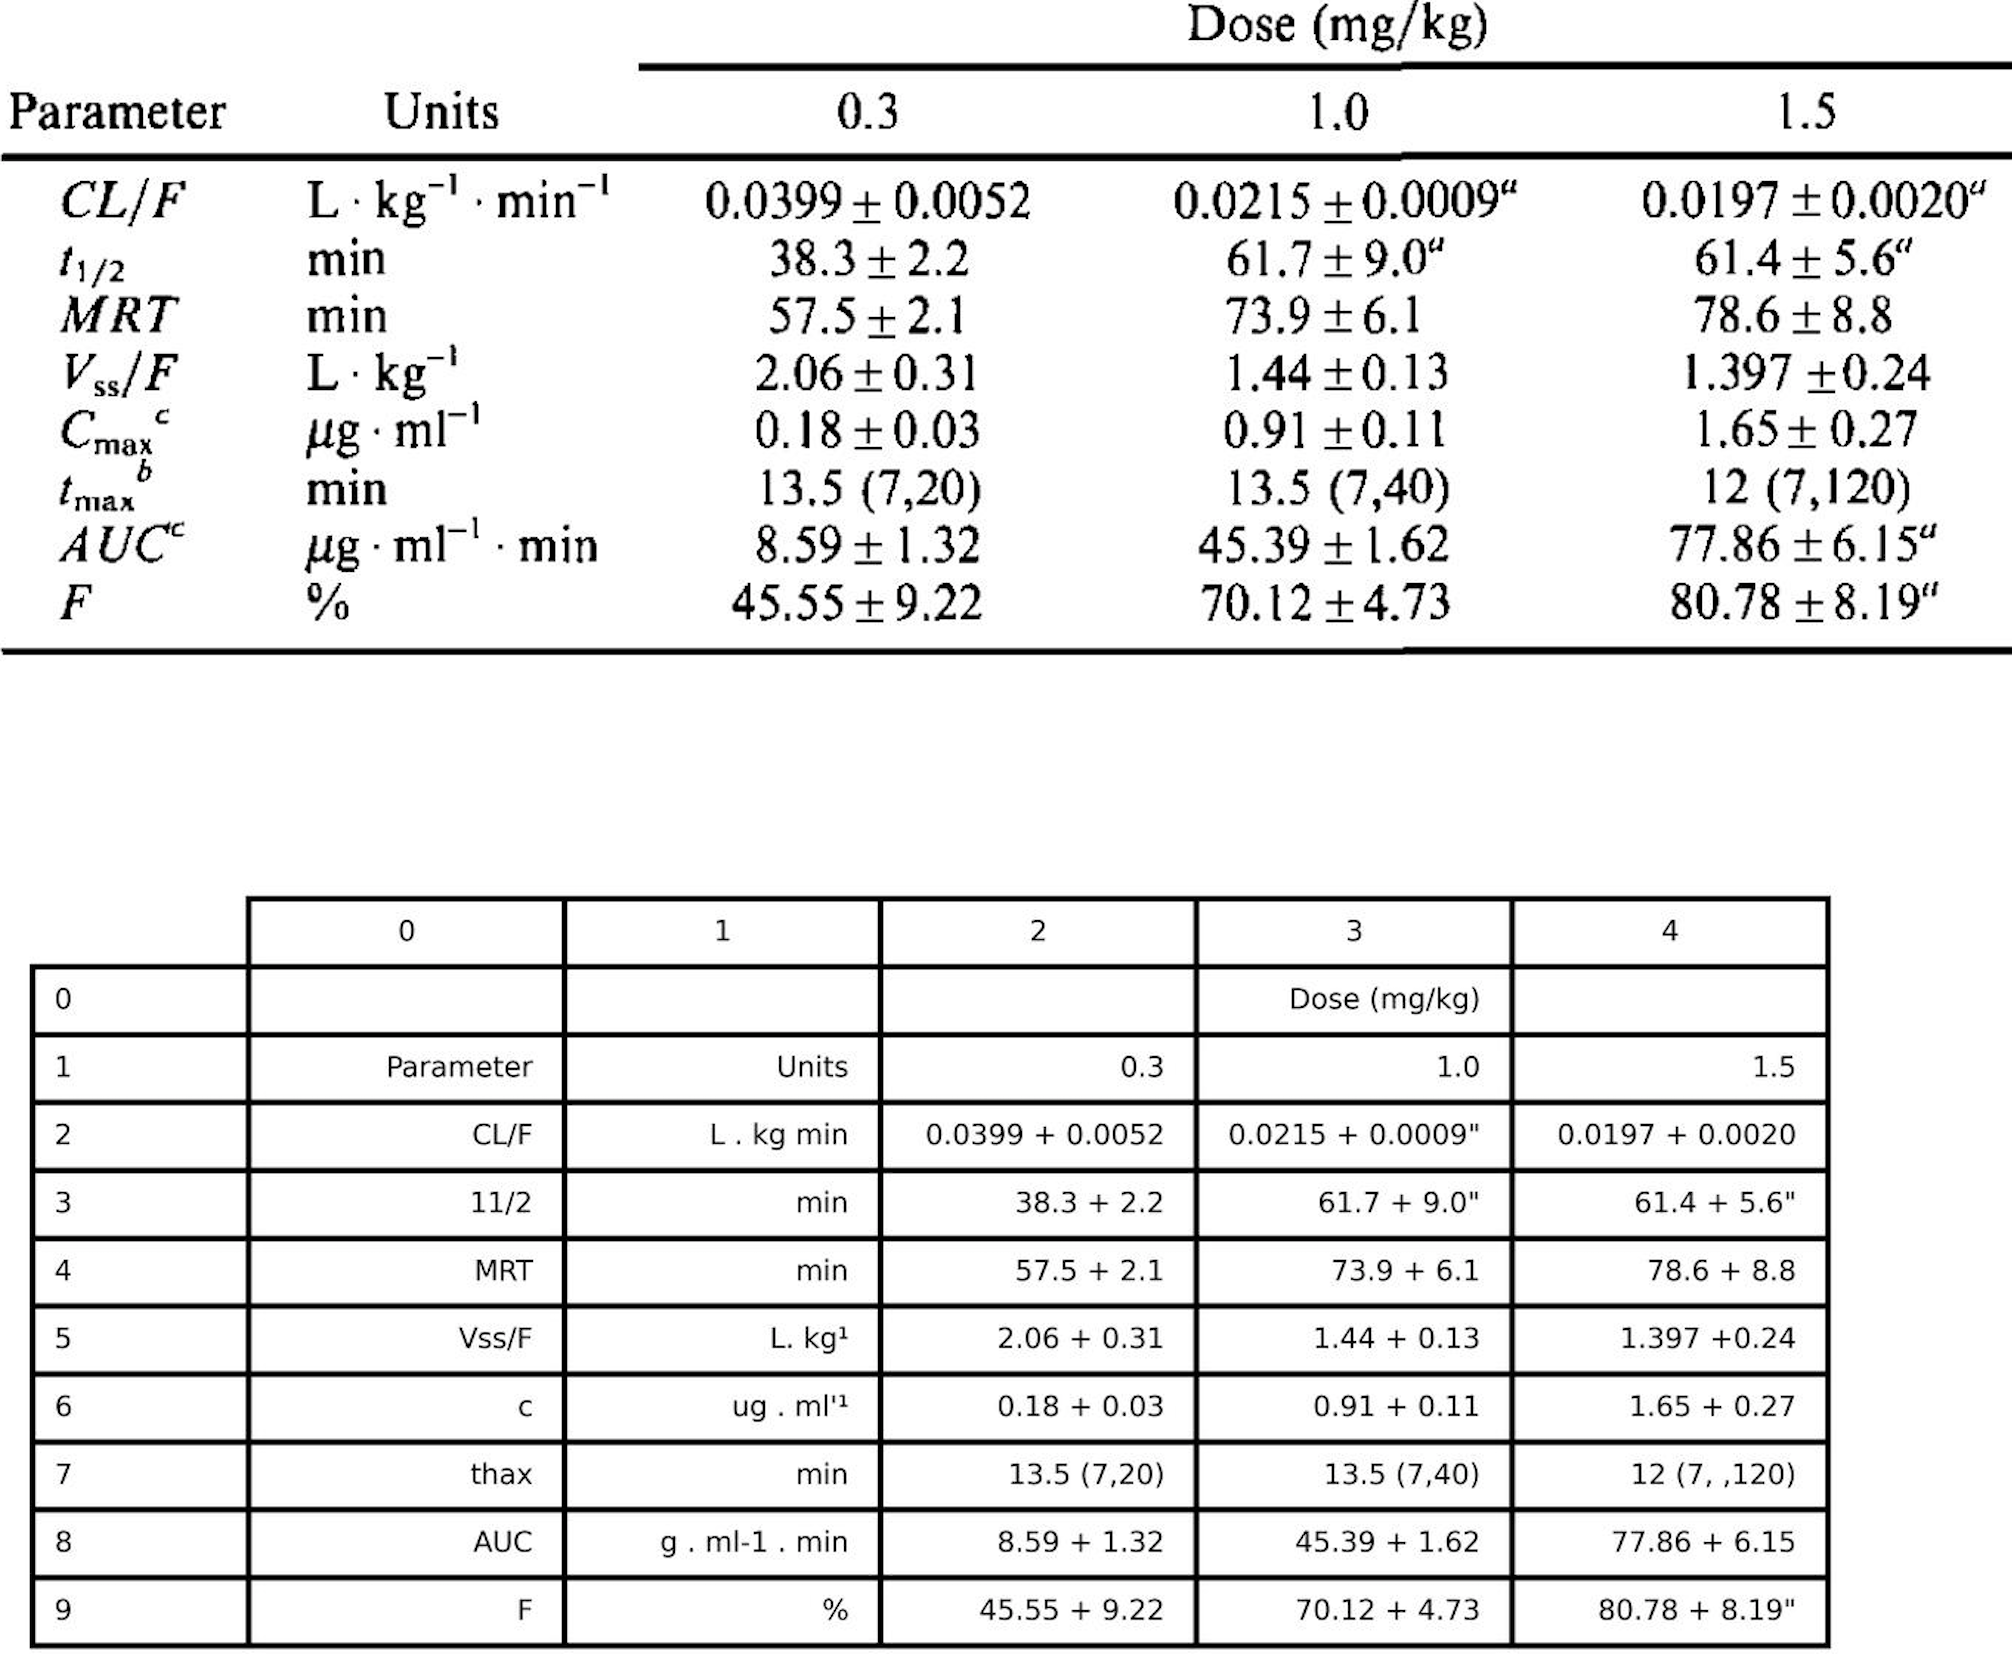 Dose (mg/kg)
Parameter Units 0.3 1.0 1.5
CL/F L · kg⁻¹ · min⁻¹ 0.0399 ± 0.0052 0.0215 ± 0.0009ᵃ 0.0197 ± 0.0020ᵃ
t1/2 min 38.3 ± 2.2 61.7 ± 9.0ᵃ 61.4 ± 5.6ᵃ
MRT min 57.5 ± 2.1 73.9 ± 6.1 78.6 ± 8.8
Vss/F L · kg⁻¹ 2.06 ± 0.31 1.44 ± 0.13 1.397 ± 0.24
Cmaxᶜ µg · ml⁻¹ 0.18 ± 0.03 0.91 ± 0.11 1.65 ± 0.27
tmaxᵇ min 13.5 (7,20) 13.5 (7,40) 12 (7,120)
AUCᶜ µg · ml⁻¹ · min 8.59 ± 1.32 45.39 ± 1.62 77.86 ± 6.15ᵃ
F % 45.55 ± 9.22 70.12 ± 4.73 80.78 ± 8.19ᵃ
0 1 2 3 4
0 Dose (mg/kg)
1 Parameter Units 0.3 1.0 1.5
2 CL/F L . kg min 0.0399 + 0.0052 0.0215 + 0.0009" 0.0197 + 0.0020
3 11/2 min 38.3 + 2.2 61.7 + 9.0" 61.4 + 5.6"
4 MRT min 57.5 + 2.1 73.9 + 6.1 78.6 + 8.8
5 Vss/F L. kg¹ 2.06 + 0.31 1.44 + 0.13 1.397 +0.24
6 c ug . ml'¹ 0.18 + 0.03 0.91 + 0.11 1.65 + 0.27
7 thax min 13.5 (7,20) 13.5 (7,40) 12 (7, ,120)
8 AUC g . ml-1 . min 8.59 + 1.32 45.39 + 1.62 77.86 + 6.15
9 F % 45.55 + 9.22 70.12 + 4.73 80.78 + 8.19"